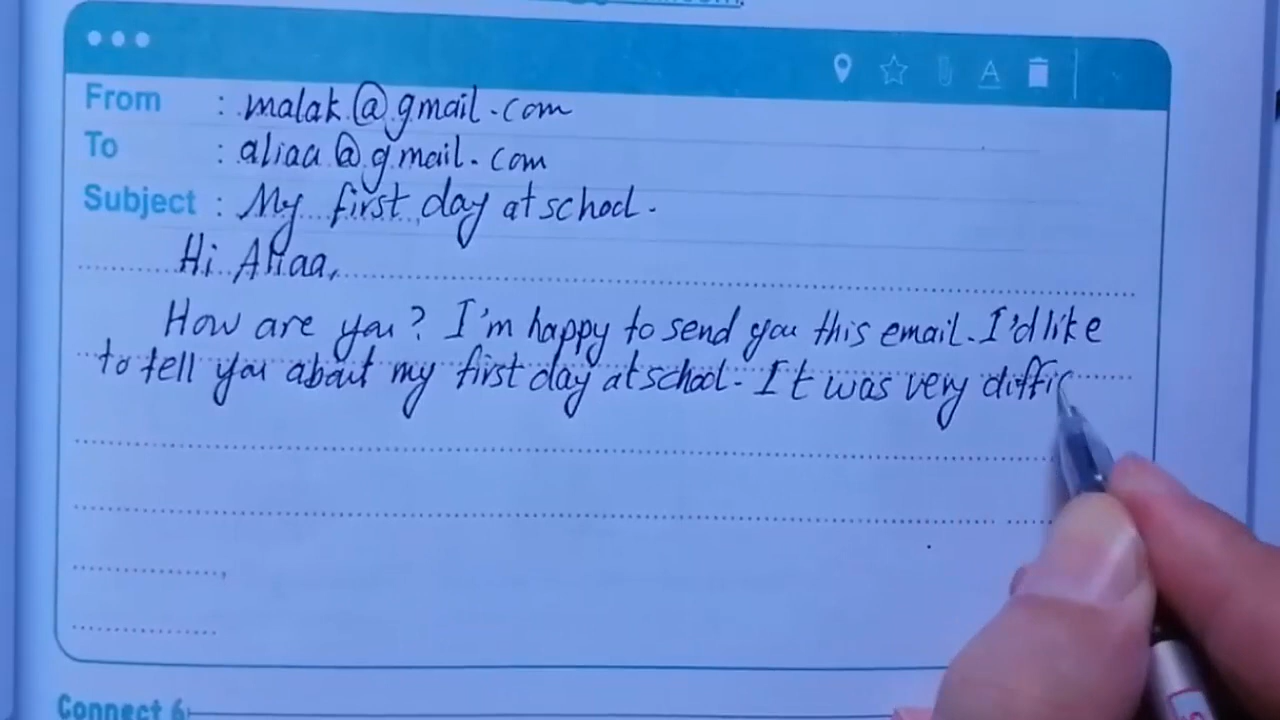 From : malak@gmail.com
To : aliaa@gmail.com
Subject : My first day at school.
Hi Aliaa,
How are you? I'm happy to send you this email. I'd like
to tell you about my first day at school. It was very diffic
Connect 6